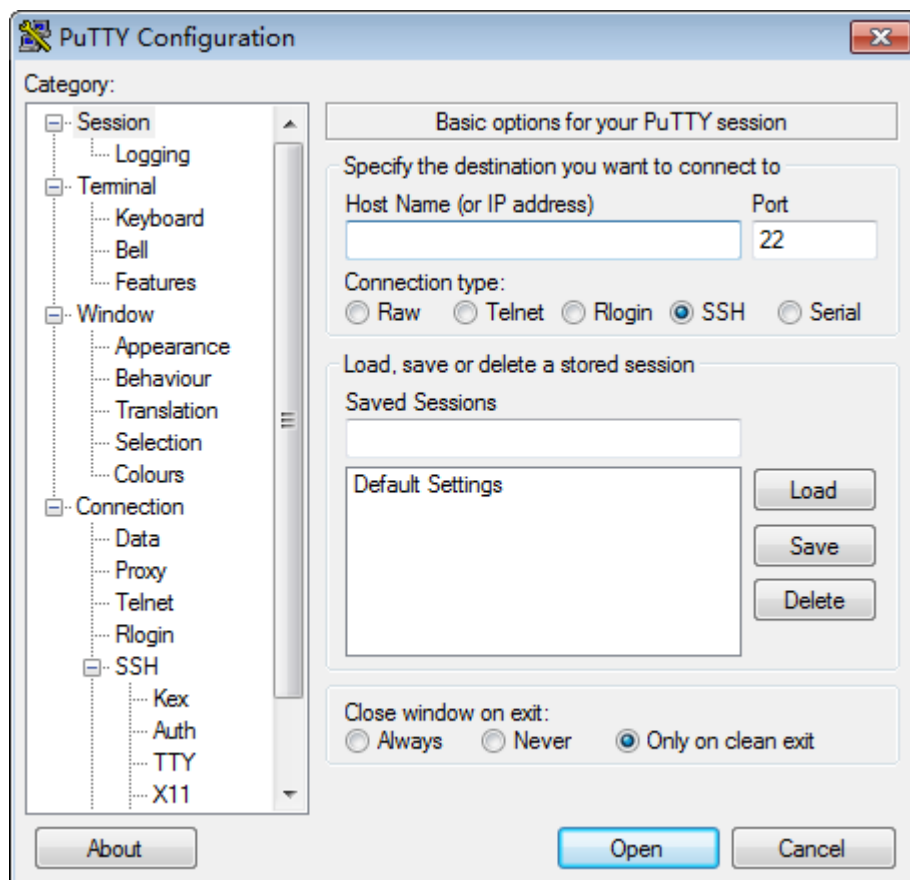 PuTTY Configuration
Category:
Session
Logging
Terminal
Keyboard
Bell
Features
Window
Appearance
Behaviour
Translation
Selection
Colours
Connection
Data
Proxy
Telnet
Rlogin
SSH
Kex
Auth
TTY
X11
Basic options for your PuTTY session
Specify the destination you want to connect to
Host Name (or IP address) Port
22
Connection type:
Raw Telnet Rlogin SSH Serial
Load, save or delete a stored session
Saved Sessions
Default Settings
Load
Save
Delete
Close window on exit:
Always Never Only on clean exit
About Open Cancel